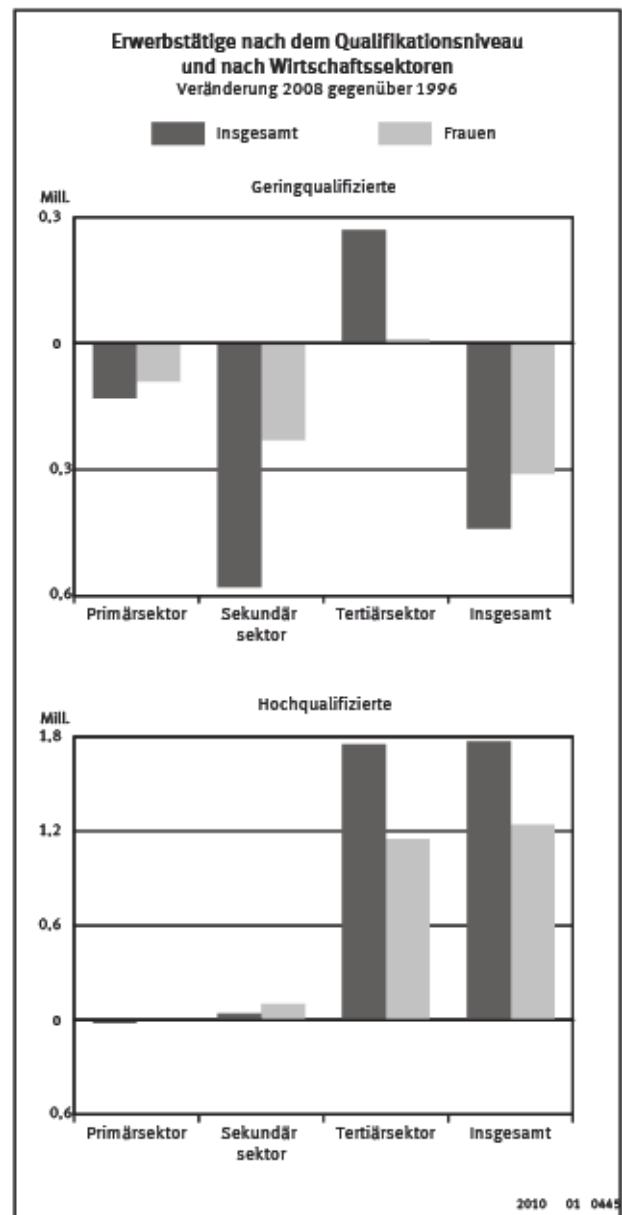 Erwerbstätige nach dem Qualifikationsniveau
und nach Wirtschaftssektoren
Veränderung 2008 gegenüber 1996
Insgesamt Frauen
Geringqualifizierte
Mill.
0,3
0
0,3
0,6
Primärsektor Sekundär Tertiärsektor Insgesamt
sektor
Hochqualifizierte
Mill.
1,8
1,2
0,6
0
0,6
Primärsektor Sekundär Tertiärsektor Insgesamt
sektor
2010 01 0445